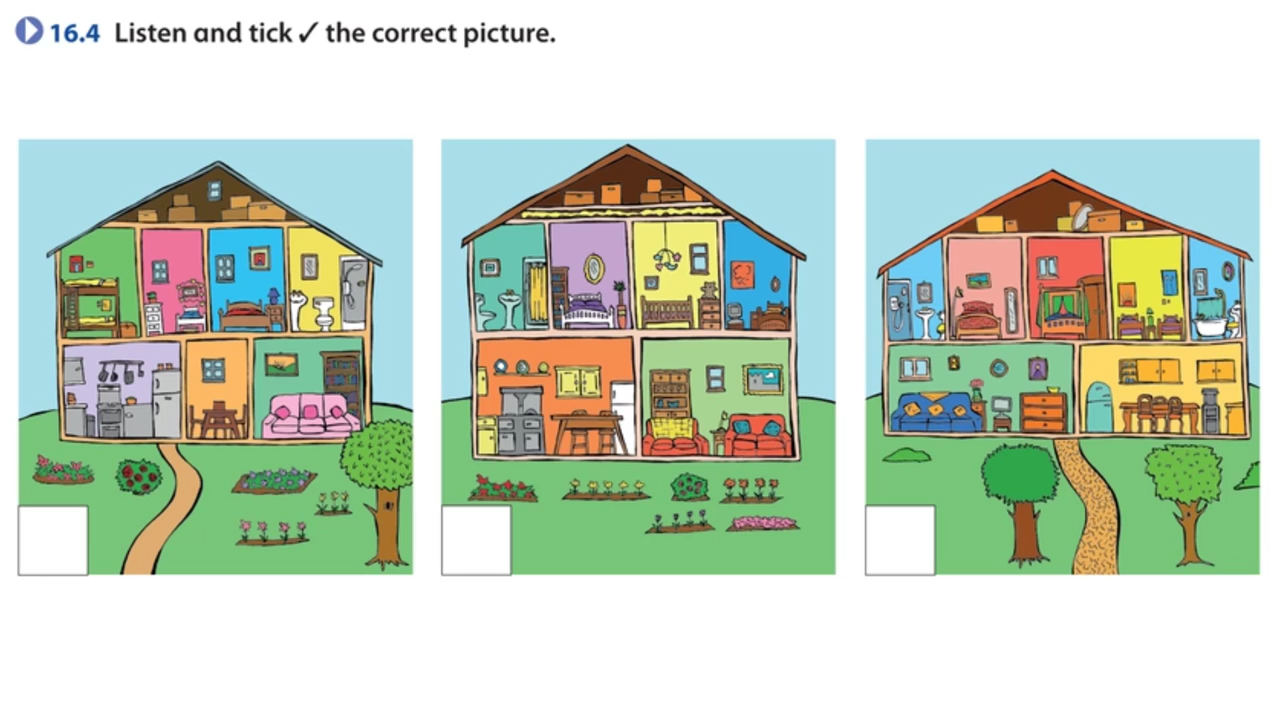 16.4 Listen and tick ✓ the correct picture.